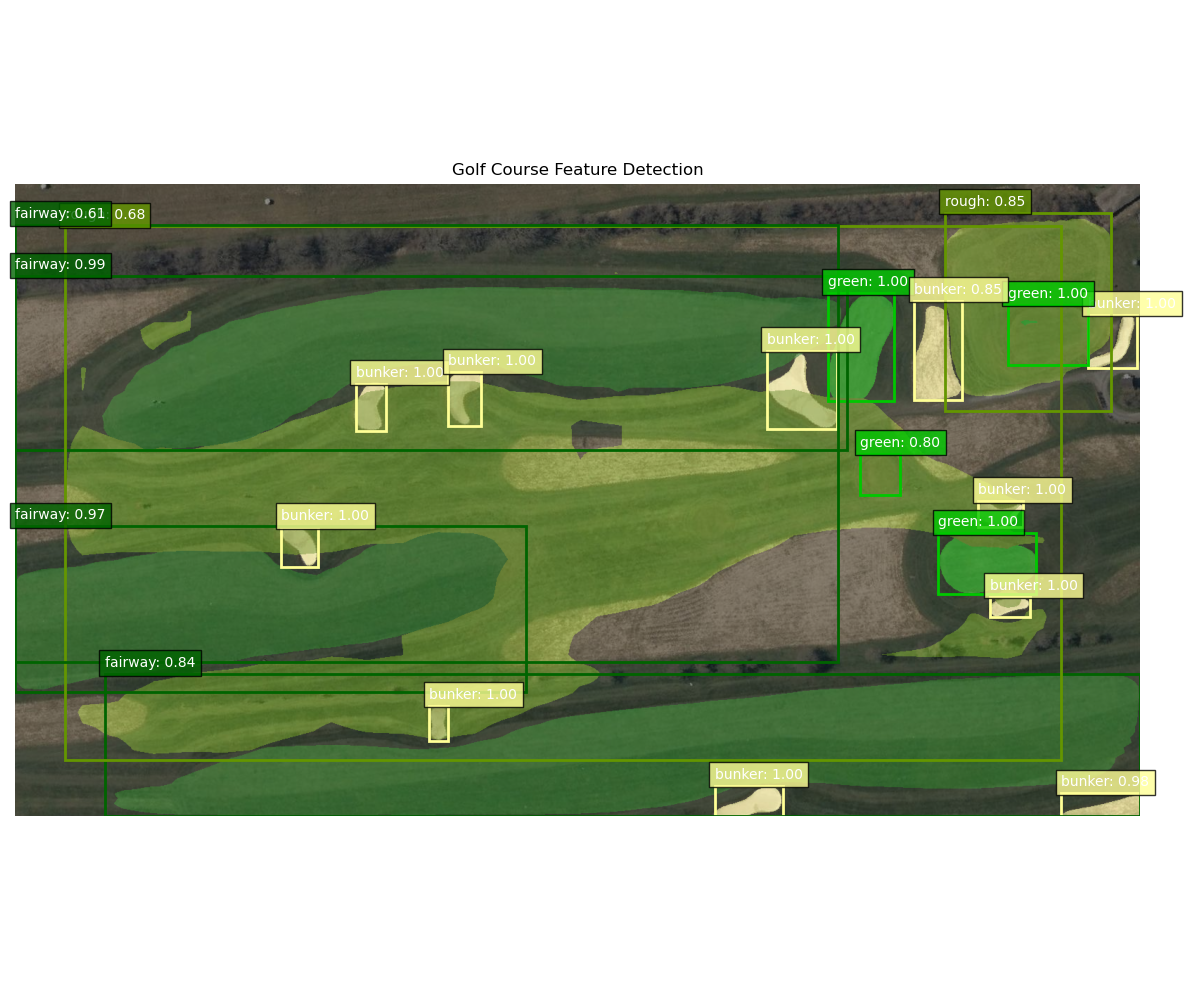 Golf Course Feature Detection
rough: 0.85
fairway: 0.61
0.68
fairway: 0.99
green: 1.00
bunker: 0.85
green: 1.00
unker: 1.00
bunker: 1.00
bunker: 1.00
bunker: 1.00
green: 0.80
bunker: 1.00
fairway: 0.97
bunker: 1.00
green: 1.00
bunker: 1.00
fairway: 0.84
bunker: 1.00
bunker: 1.00
bunker: 0.9